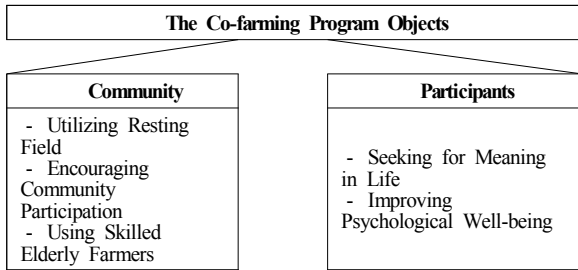 The Co-farming Program Objects
Community
- Utilizing Resting
Field
- Encouraging
Community
Participation
- Using Skilled
Elderly Farmers
Participants
- Seeking for Meaning
in Life
- Improving
Psychological Well-being